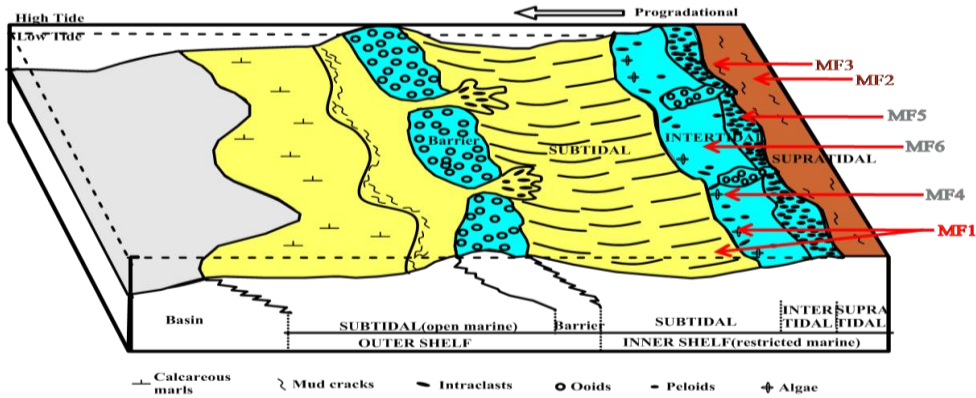 High Tide
Low Tide
Progradational
MF3
MF2
MF5
INTERTIDAL
MF6
Barrier
SUBTIDAL
SUPRATIDAL
MF4
MF1
Basin
SUBTIDAL(open marine)
Barrier
SUBTIDAL
INTER TIDAL
SUPRA TIDAL
OUTER SHELF
INNER SHELF(restricted marine)
Calcareous marls
Mud cracks
Intraclasts
Ooids
Peloids
Algae